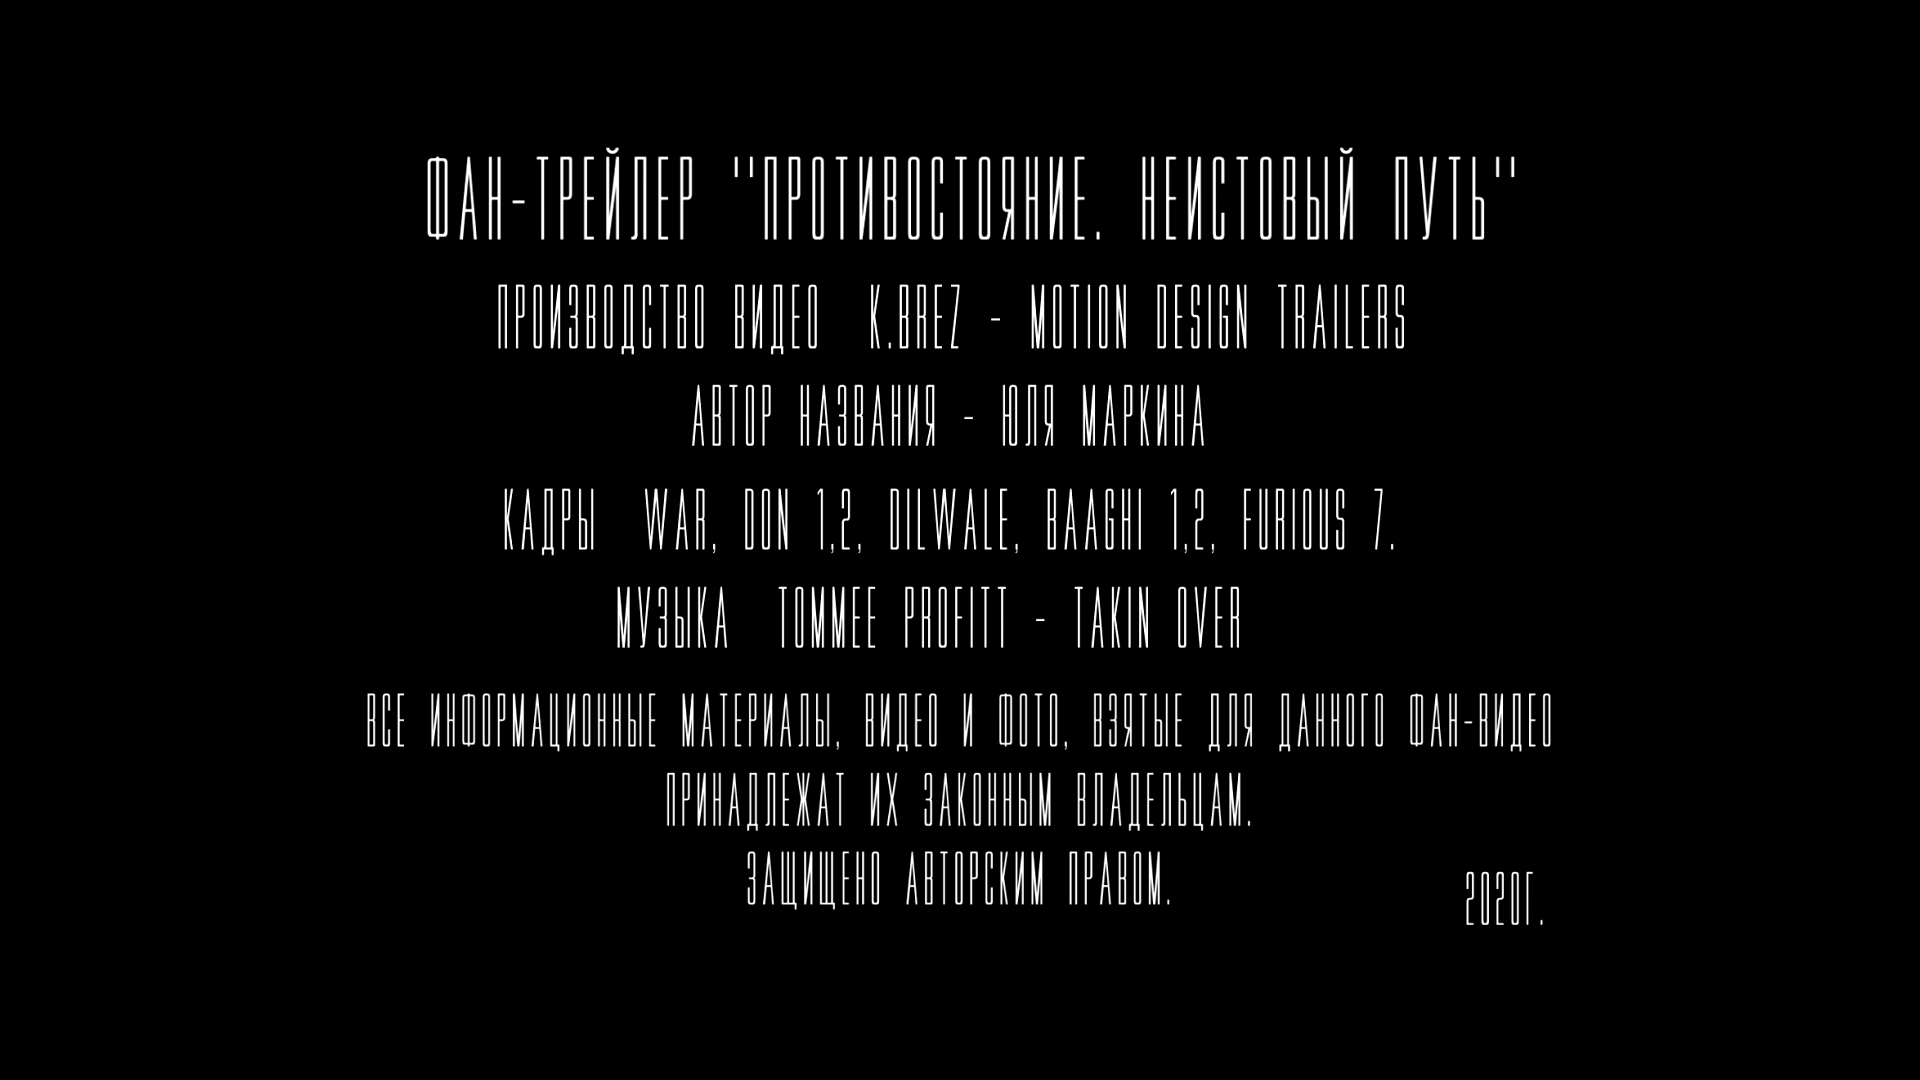 ФАН-ТРЕЙЛЕР "ПРОТИВОСТОЯНИЕ. НЕИСТОВЫЙ ПУТЬ"
ПРОИЗВОДСТВО ВИДЕО K.BREZ - MOTION DESIGN TRAILERS
АВТОР НАЗВАНИЯ - ЮЛЯ МАРКИНА
КАДРЫ WAR, DON 1,2, DILWALE, BAAGHI 1,2, FURIOUS 7.
МУЗЫКА TOMMEE PROFITT - TAKIN OVER
ВСЕ ИНФОРМАЦИОННЫЕ МАТЕРИАЛЫ, ВИДЕО И ФОТО, ВЗЯТЫЕ ДЛЯ ДАННОГО ФАН-ВИДЕО
ПРИНАДЛЕЖАТ ИХ ЗАКОННЫМ ВЛАДЕЛЬЦАМ.
ЗАЩИЩЕНО АВТОРСКИМ ПРАВОМ.
2020Г.